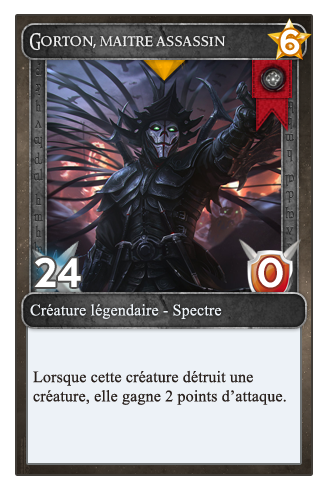 Gorton, maitre assassin
6
24
0
Créature légendaire - Spectre
Lorsque cette créature détruit une
créature, elle gagne 2 points d'attaque.